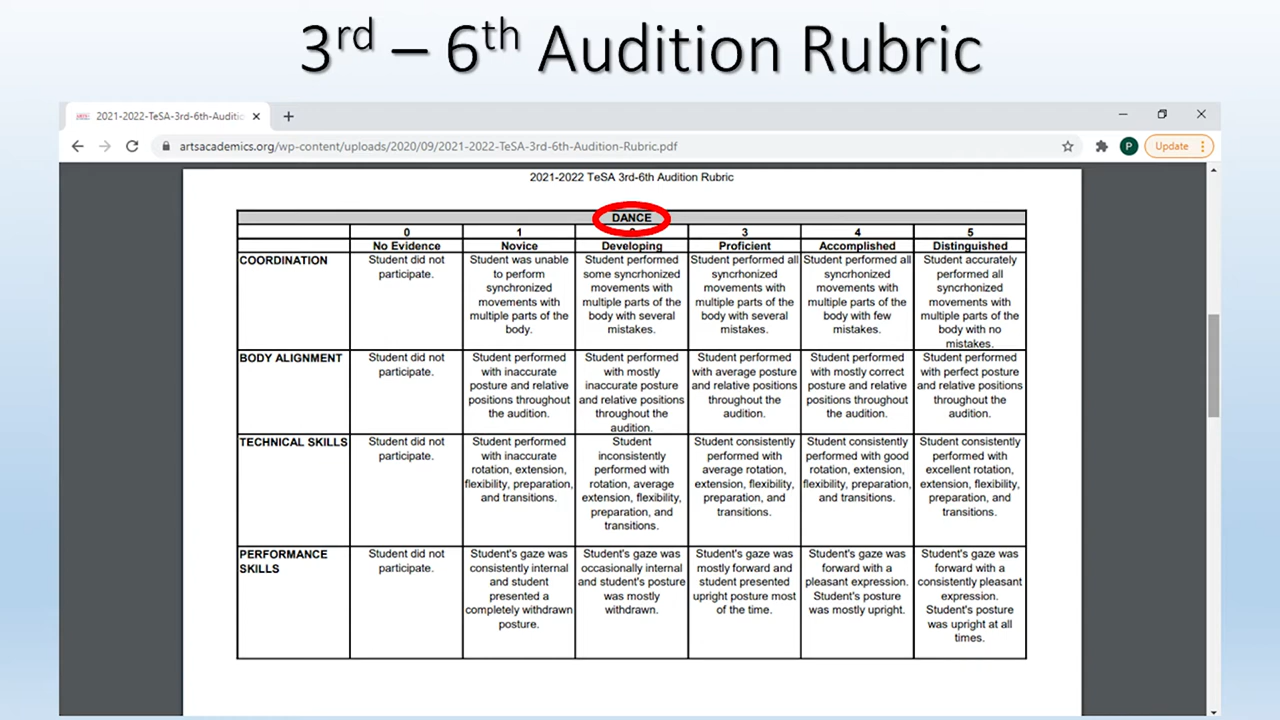 3rd – 6th Audition Rubric
2021-2022-TeSA-3rd-6th-Auditic
artsacademics.org/wp-content/uploads/2020/09/2021-2022-TeSA-3rd-6th-Audition-Rubric.pdf
P
Update
2021-2022 TeSA 3rd-6th Audition Rubric
DANCE
0 1 2 3 4 5
No Evidence Novice Developing Proficient Accomplished Distinguished
COORDINATION
Student did not
participate.
Student was unable
to perform
synchronized
movements with
multiple parts of the
body.
Student performed
some syncrhonized
movements with
multiple parts of the
body with several
mistakes.
Student performed all
syncrhonized
movements with
multiple parts of the
body with several
mistakes.
Student performed all
syncrhonized
movements with
multiple parts of the
body with few
mistakes.
Student accurately
performed all
syncrhonized
movements with
multiple parts of the
body with no
mistakes.
BODY ALIGNMENT
Student did not
participate.
Student performed
with inaccurate
posture and relative
positions throughout
the audition.
Student performed
with mostly
inaccurate posture
and relative positions
throughout the
audition.
Student performed
with average posture
and relative positions
throughout the
audition.
Student performed
with mostly correct
posture and relative
positions throughout
the audition.
Student performed
with perfect posture
and relative positions
throughout the
audition.
TECHNICAL SKILLS
Student did not
participate.
Student performed
with inaccurate
rotation, extension,
flexibility, preparation,
and transitions.
Student
inconsistently
performed with
rotation, average
extension, flexibility,
preparation, and
transitions.
Student consistently
performed with
average rotation,
extension, flexibility,
preparation, and
transitions.
Student consistently
performed with good
rotation, extension,
flexibility, preparation,
and transitions.
Student consistently
performed with
excellent rotation,
extension, flexibility,
preparation, and
transitions.
PERFORMANCE
SKILLS
Student did not
participate.
Student's gaze was
consistently internal
and student
presented a
completely withdrawn
posture.
Student's gaze was
occasionally internal
and student's posture
was mostly
withdrawn.
Student's gaze was
mostly forward and
student presented
upright posture most
of the time.
Student's gaze was
forward with a
pleasant expression.
Student's posture
was mostly upright.
Student's gaze was
forward with a
consistently pleasant
expression.
Student's posture
was upright at all
times.